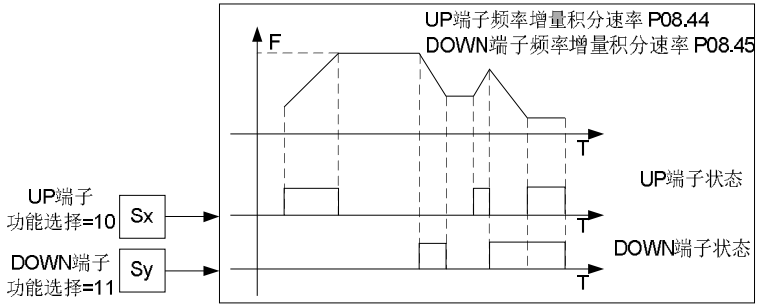 UP端子频率增量积分速率 P08.44
DOWN端子频率增量积分速率 P08.45
F
T
UP端子
功能选择=10
Sx
UP端子状态
T
DOWN端子
功能选择=11
Sy
DOWN端子状态
T